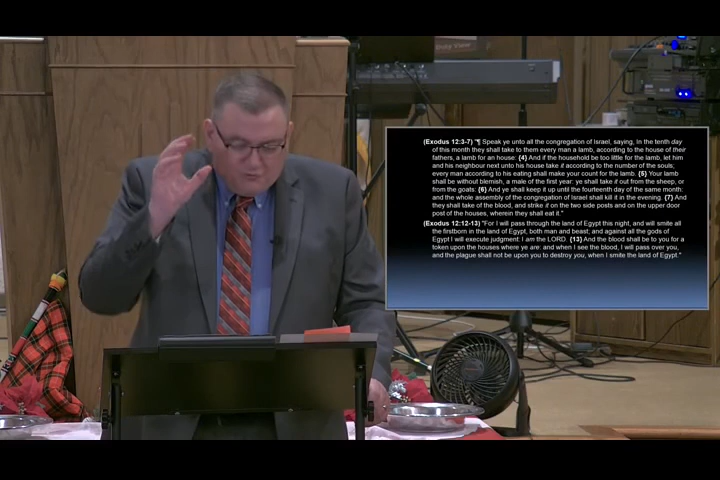 (Exodus 12:3-7) "¶ Speak ye unto all the congregation of Israel, saying, In the tenth day
of this month they shall take to them every man a lamb, according to the house of their
fathers, a lamb for an house: {4} And if the household be too little for the lamb, let him
and his neighbour next unto his house take it according to the number of the souls;
every man according to his eating shall make your count for the lamb. {5} Your lamb
shall be without blemish, a male of the first year: ye shall take it out from the sheep, or
from the goats: {6} And ye shall keep it up until the fourteenth day of the same month:
and the whole assembly of the congregation of Israel shall kill it in the evening. {7} And
they shall take of the blood, and strike it on the two side posts and on the upper door
post of the houses, wherein they shall eat it."
(Exodus 12:12-13) "For I will pass through the land of Egypt this night, and will smite all
the firstborn in the land of Egypt, both man and beast; and against all the gods of
Egypt I will execute judgment: I am the LORD. {13} And the blood shall be to you for a
token upon the houses where ye are: and when I see the blood, I will pass over you,
and the plague shall not be upon you to destroy you, when I smite the land of Egypt."